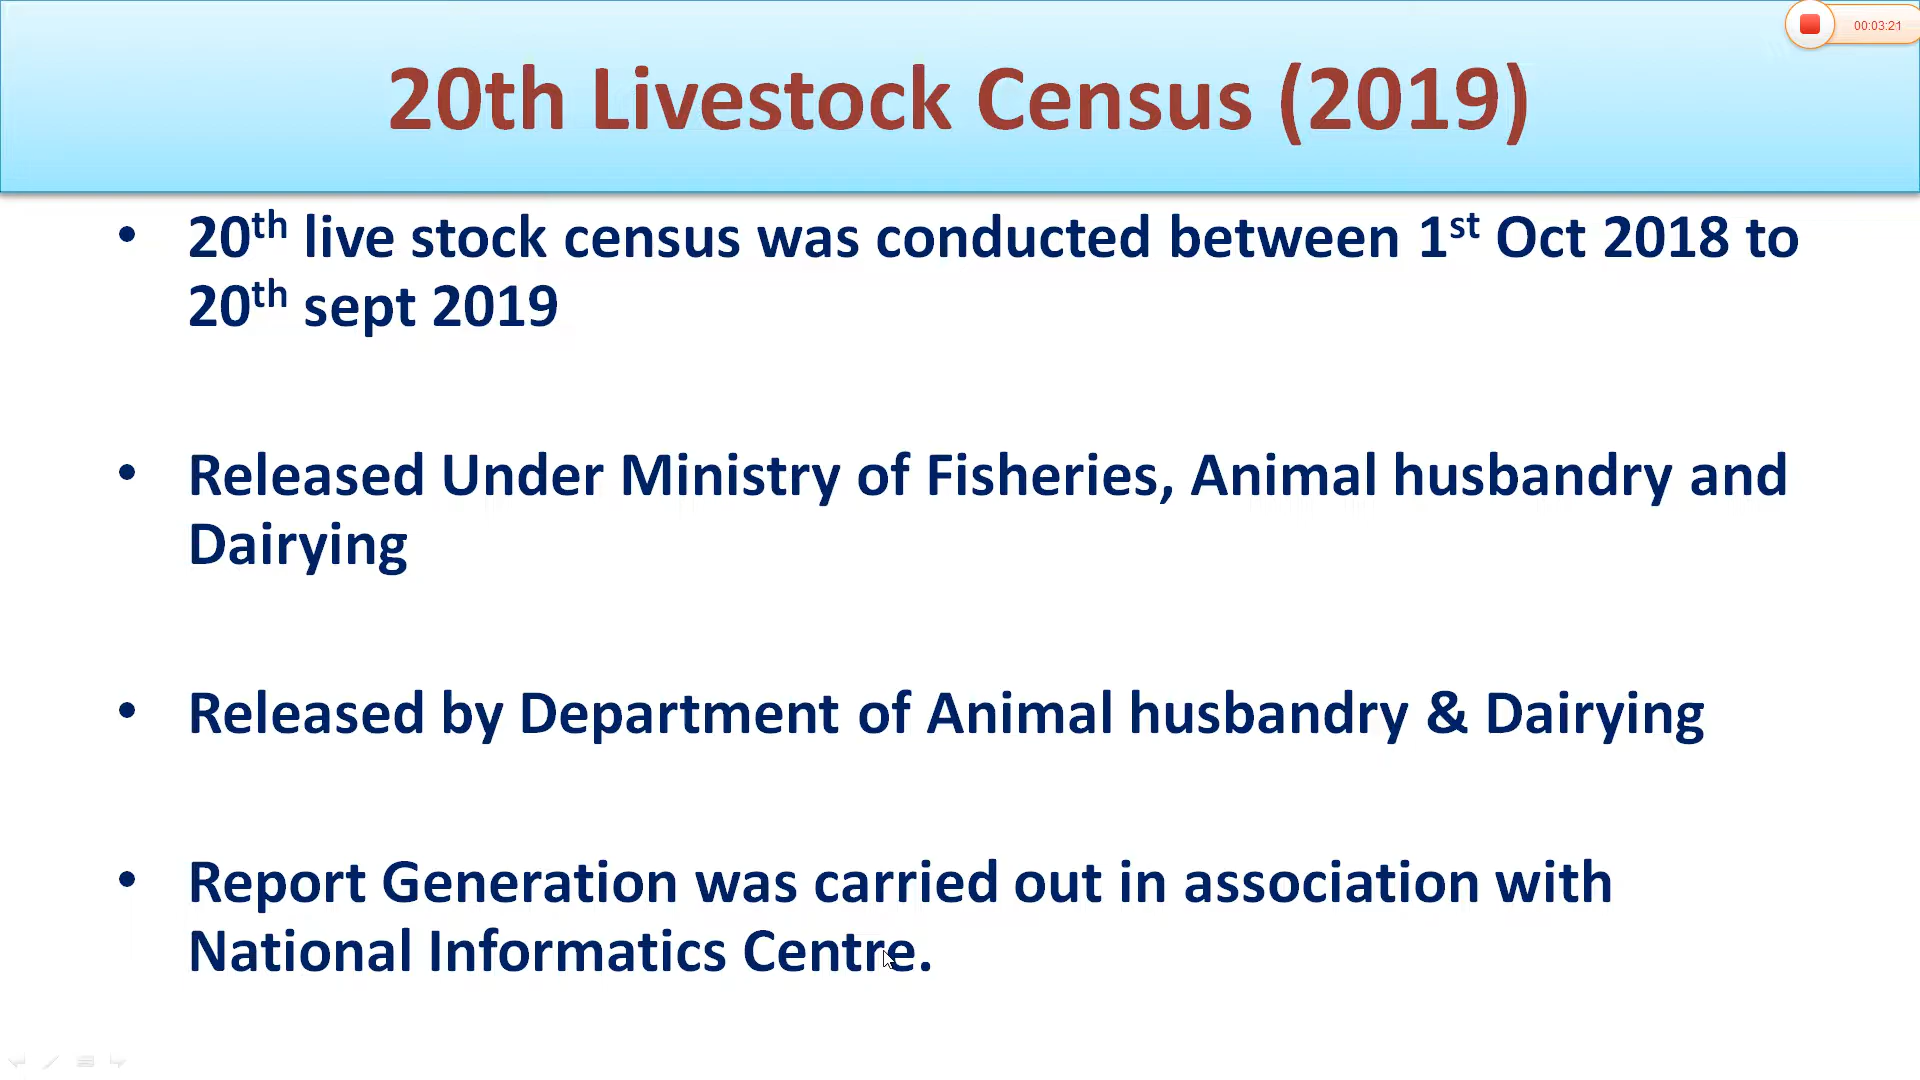 00:03:21
20th Livestock Census (2019)
• 20th live stock census was conducted between 1st Oct 2018 to
20th sept 2019
• Released Under Ministry of Fisheries, Animal husbandry and
Dairying
• Released by Department of Animal husbandry & Dairying
• Report Generation was carried out in association with
National Informatics Centre.